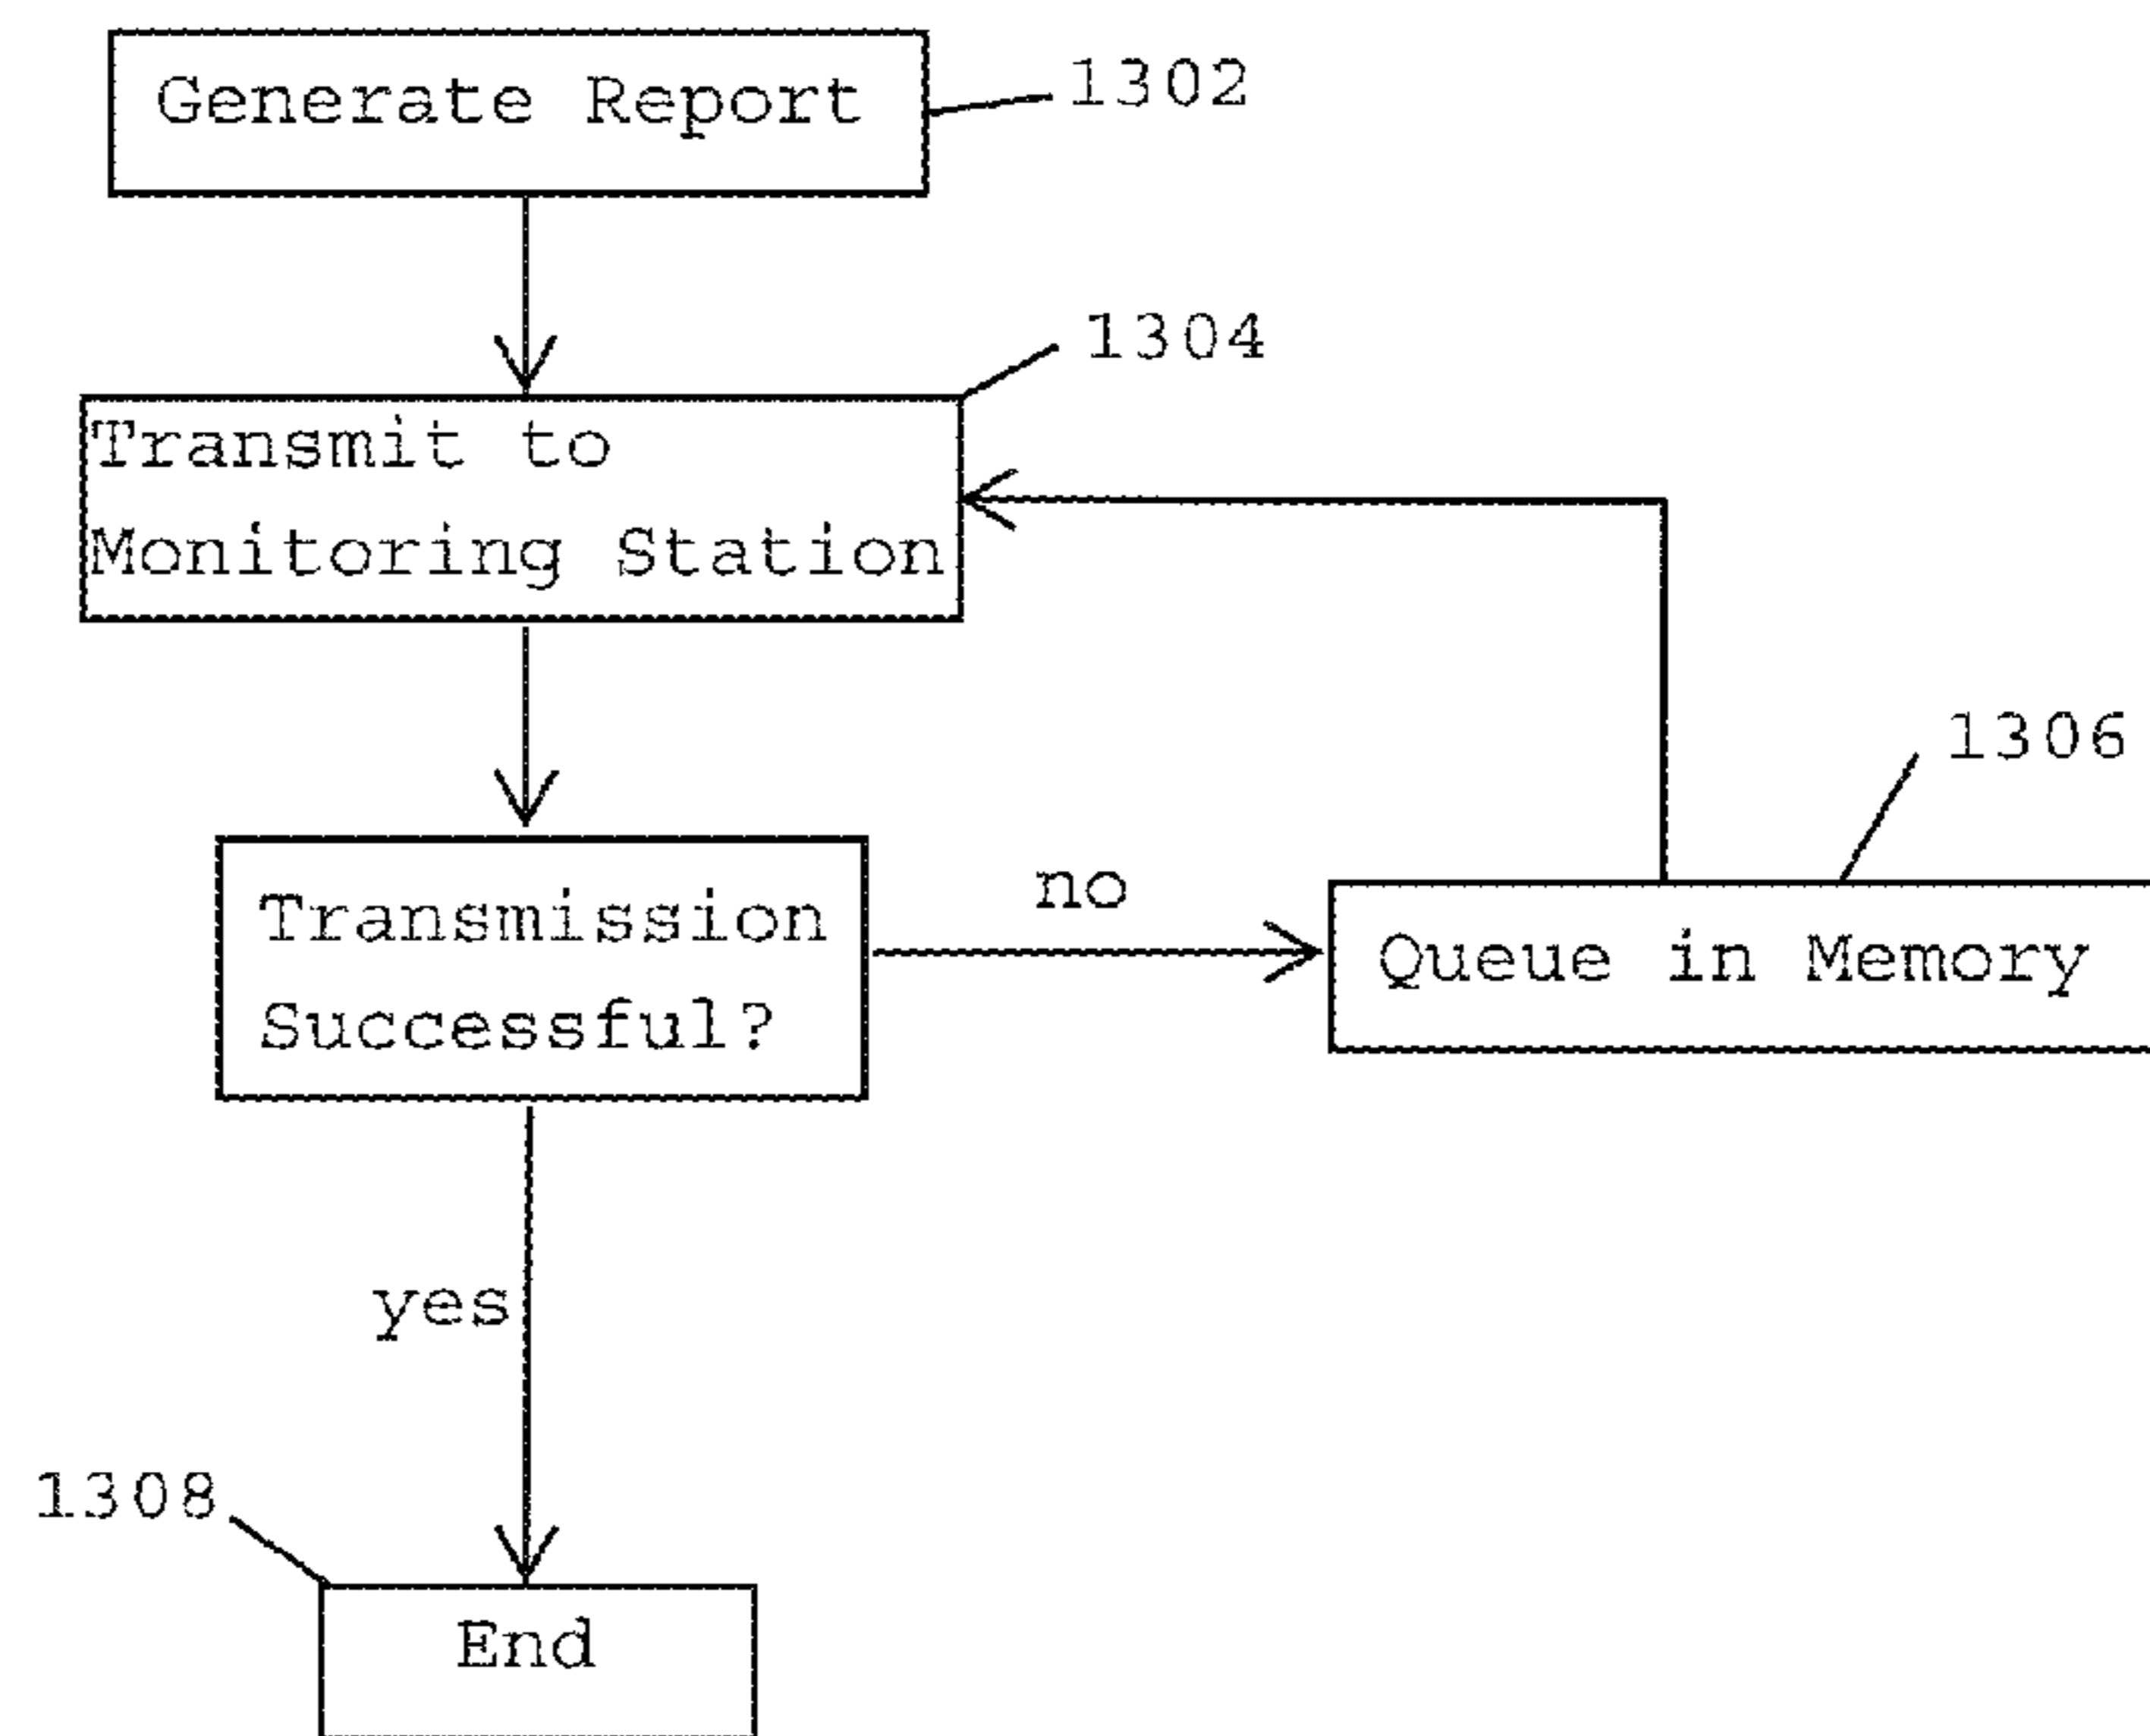 Generate Report
1302
1304
Transmit to
Monitoring Station
1306
no
Transmission
Successful?
Queue in Memory
yes
1308
End